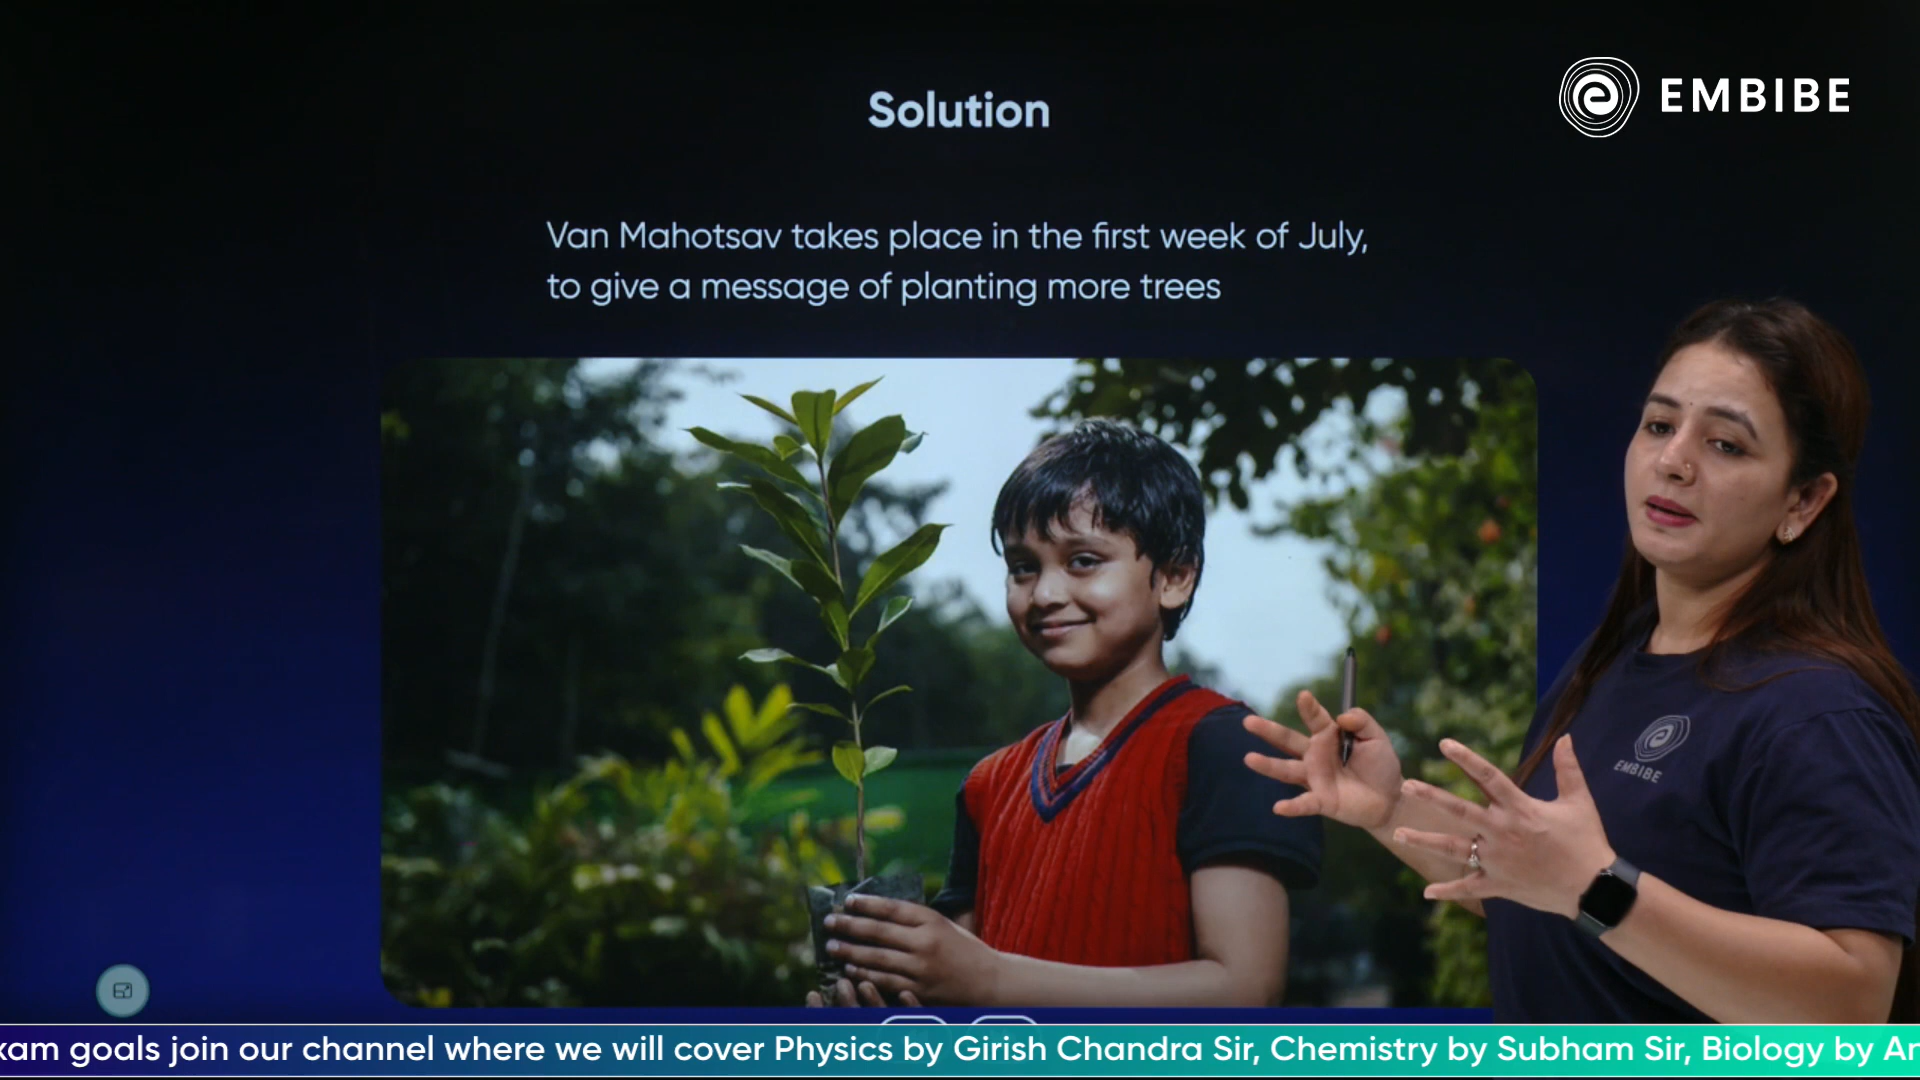 Solution
EMBIBE
Van Mahotsav takes place in the first week of July,
to give a message of planting more trees
EMBIBE
goals join our channel where we will cover Physics by Girish Chandra Sir, Chemistry by Subham Sir, Biology by